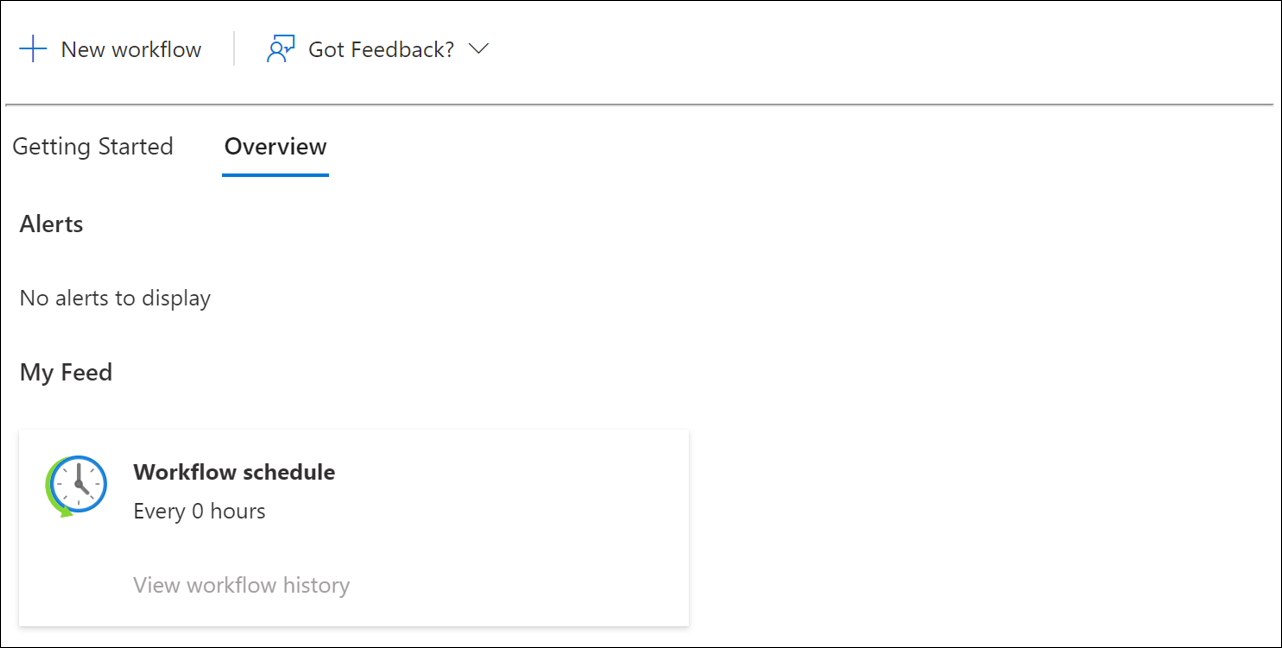 New workflow
Got Feedback?
Getting Started
Overview
Alerts
No alerts to display
My Feed
Workflow schedule
Every 0 hours
View workflow history